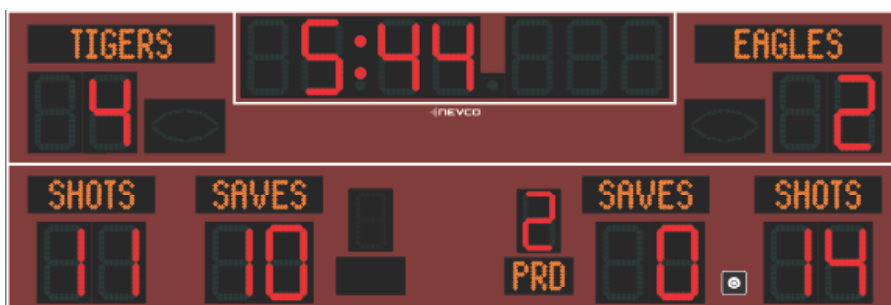 TIGERS 5:44 EAGLES
4 2
NEVCO
SHOTS SAVES 2 SAVES SHOTS
11 10 PRD 0 14